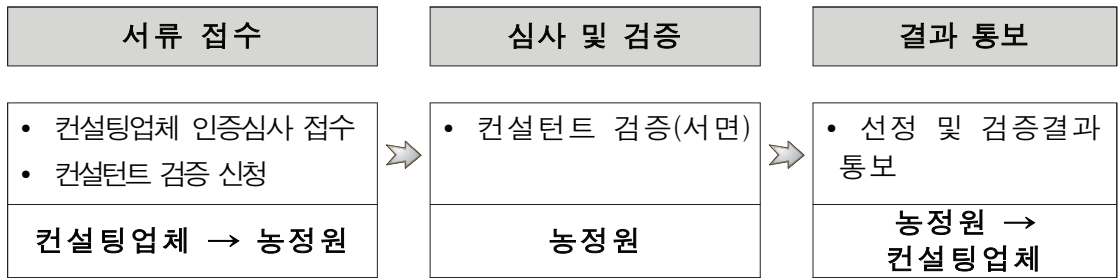 서류 접수
심사 및 검증
결과 통보
• 컨설팅업체 인증심사 접수
• 컨설턴트 검증 신청
• 컨설턴트 검증(서면)
• 선정 및 검증결과
통보
컨설팅업체 → 농정원
농정원
농정원 →
컨설팅업체